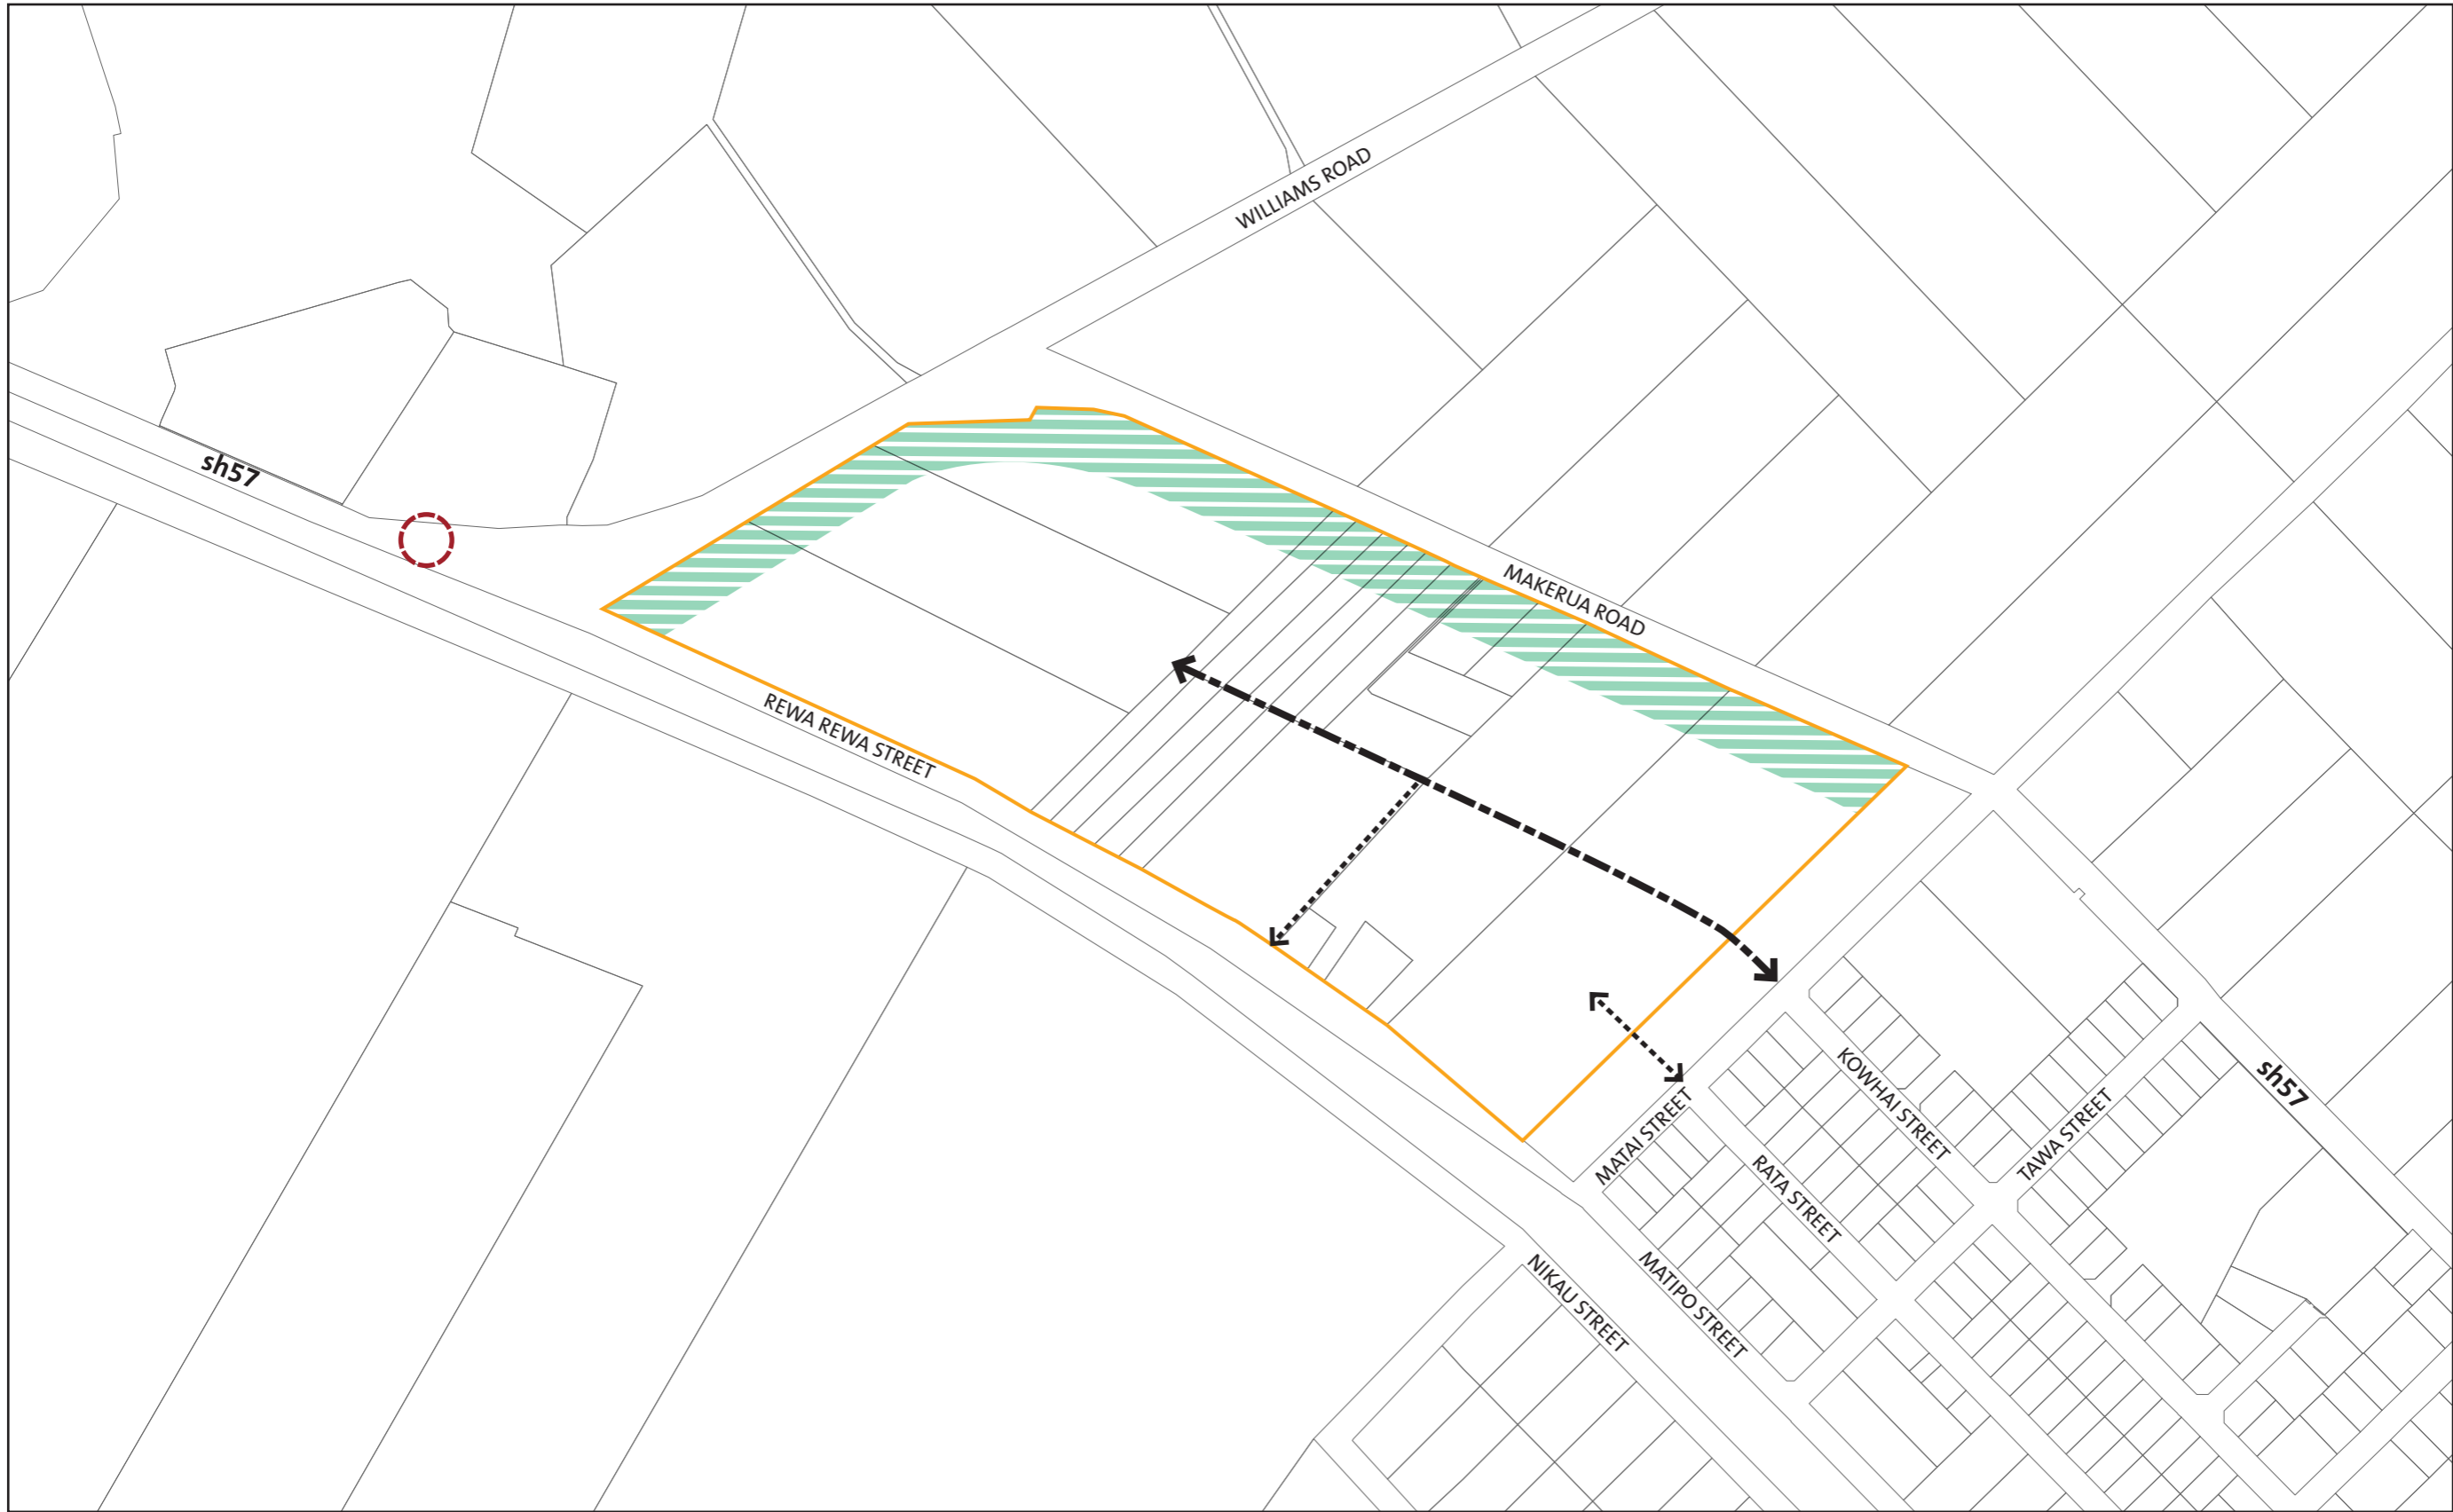 WILLIAMS ROAD
sh57
MAKERUA ROAD
REWA REWA STREET
KOWHAI STREET
sh57
MATAI STREET
TAWA STREET
RATA STREET
NIKAU STREET
MATIPO STREET